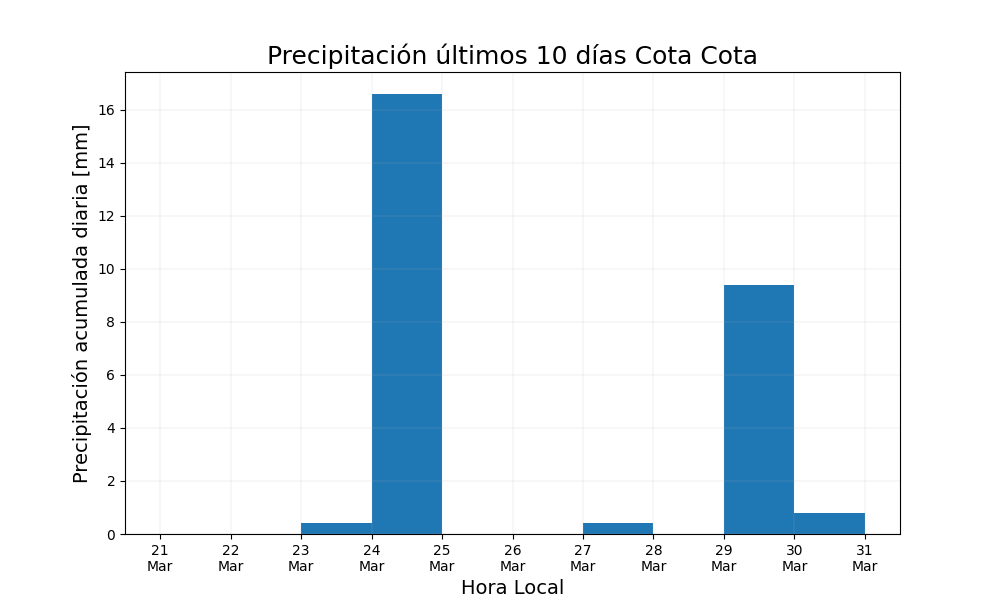 Precipitación últimos 10 días Cota Cota
Precipitación acumulada diaria [mm]
16
14
12
10
8
6
4
2
0
21 22 23 24 25 26 27 28 29 30 31
Mar Mar Mar Mar Mar Mar Mar Mar Mar Mar Mar
Hora Local